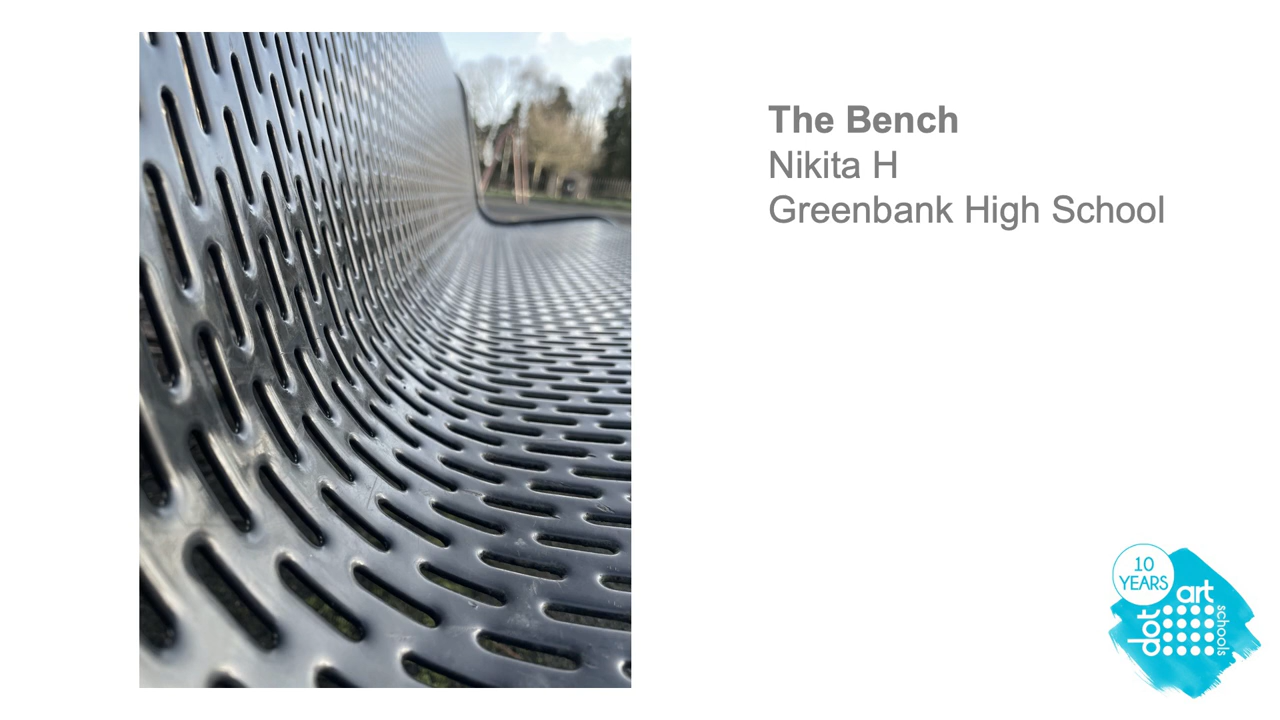 The Bench
Nikita H
Greenbank High School
10
YEARS
dot
art
schools